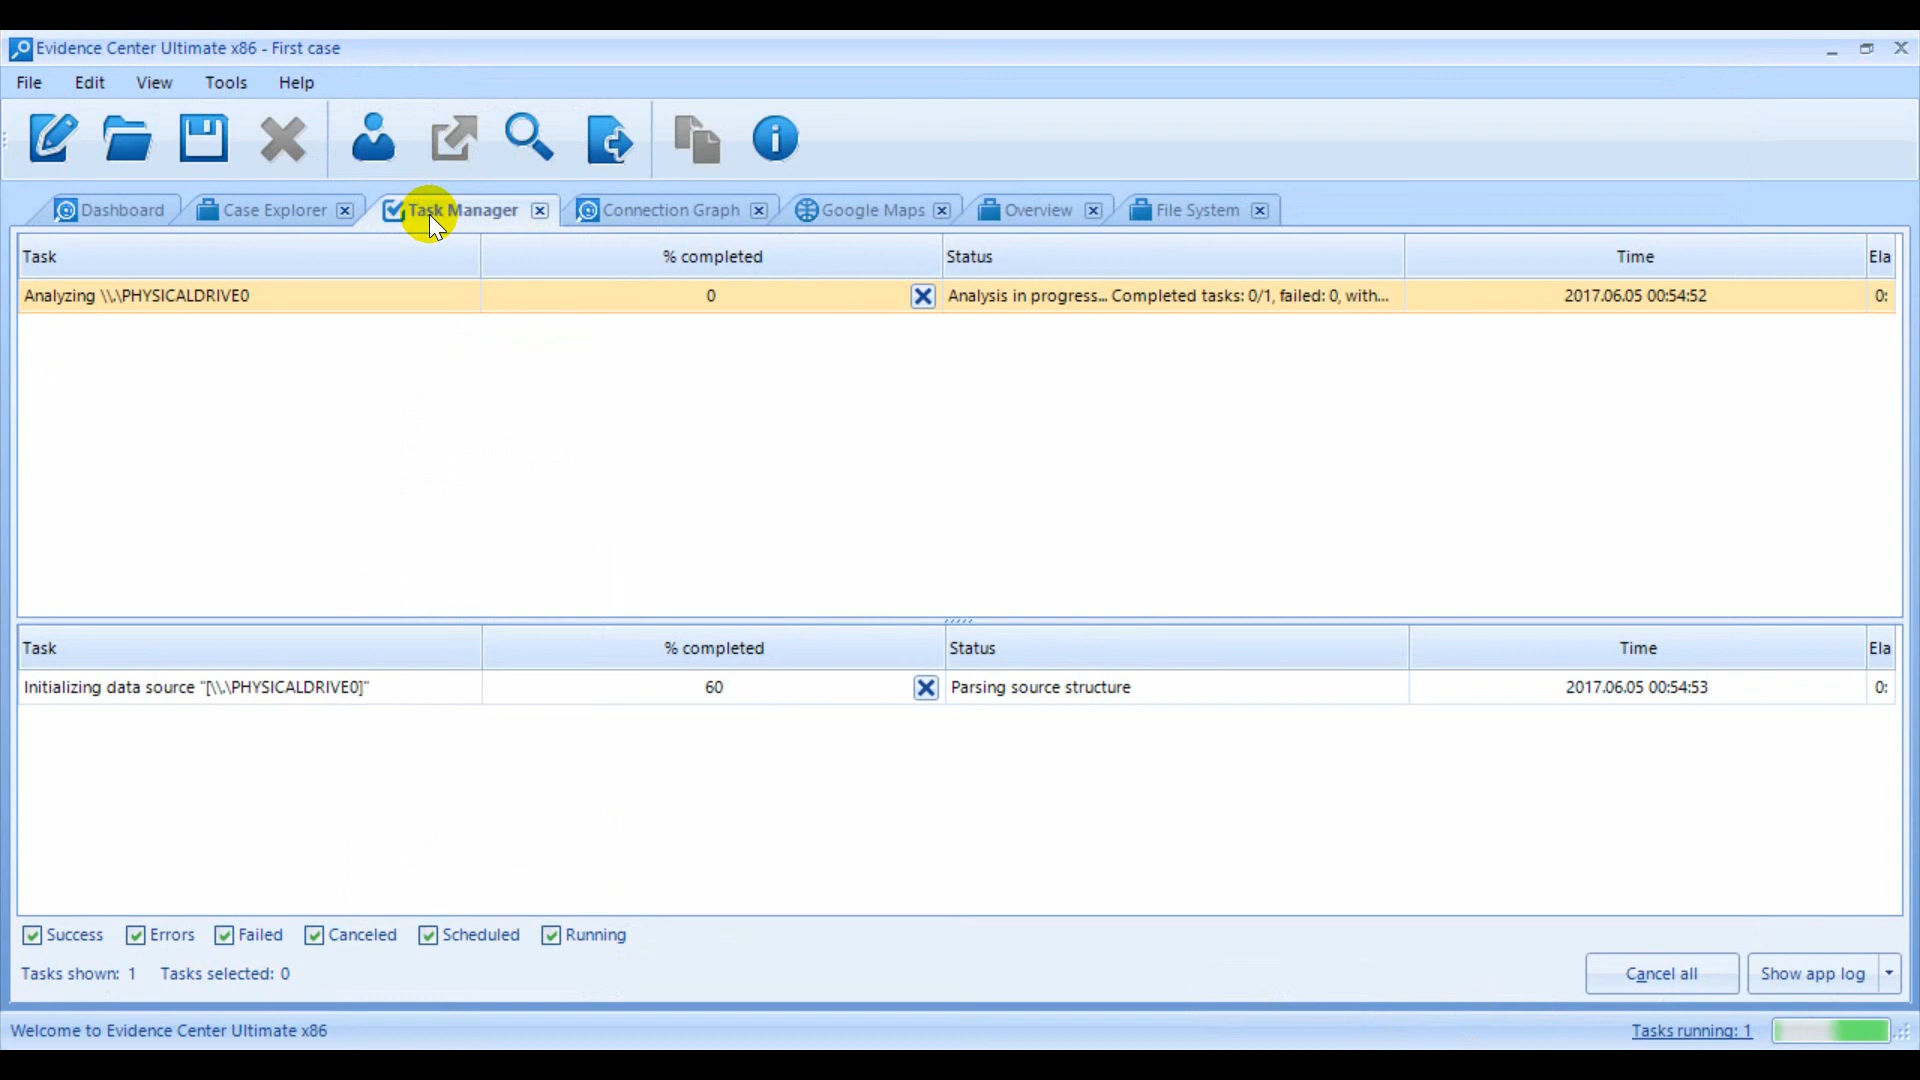 Evidence Center Ultimate x86 - First case
File Edit View Tools Help
Dashboard Case Explorer Task Manager Connection Graph Google Maps Overview File System
Task % completed Status Time Ela
Analyzing \\.\PHYSICALDRIVE0 0 Analysis in progress... Completed tasks: 0/1, failed: 0, with... 2017.06.05 00:54:52 0:
Task % completed Status Time Ela
Initializing data source "[\\.\PHYSICALDRIVE0]" 60 Parsing source structure 2017.06.05 00:54:53 0:
Success Errors Failed Canceled Scheduled Running
Tasks shown: 1 Tasks selected: 0 Cancel all Show app log
Welcome to Evidence Center Ultimate x86 Tasks running: 1